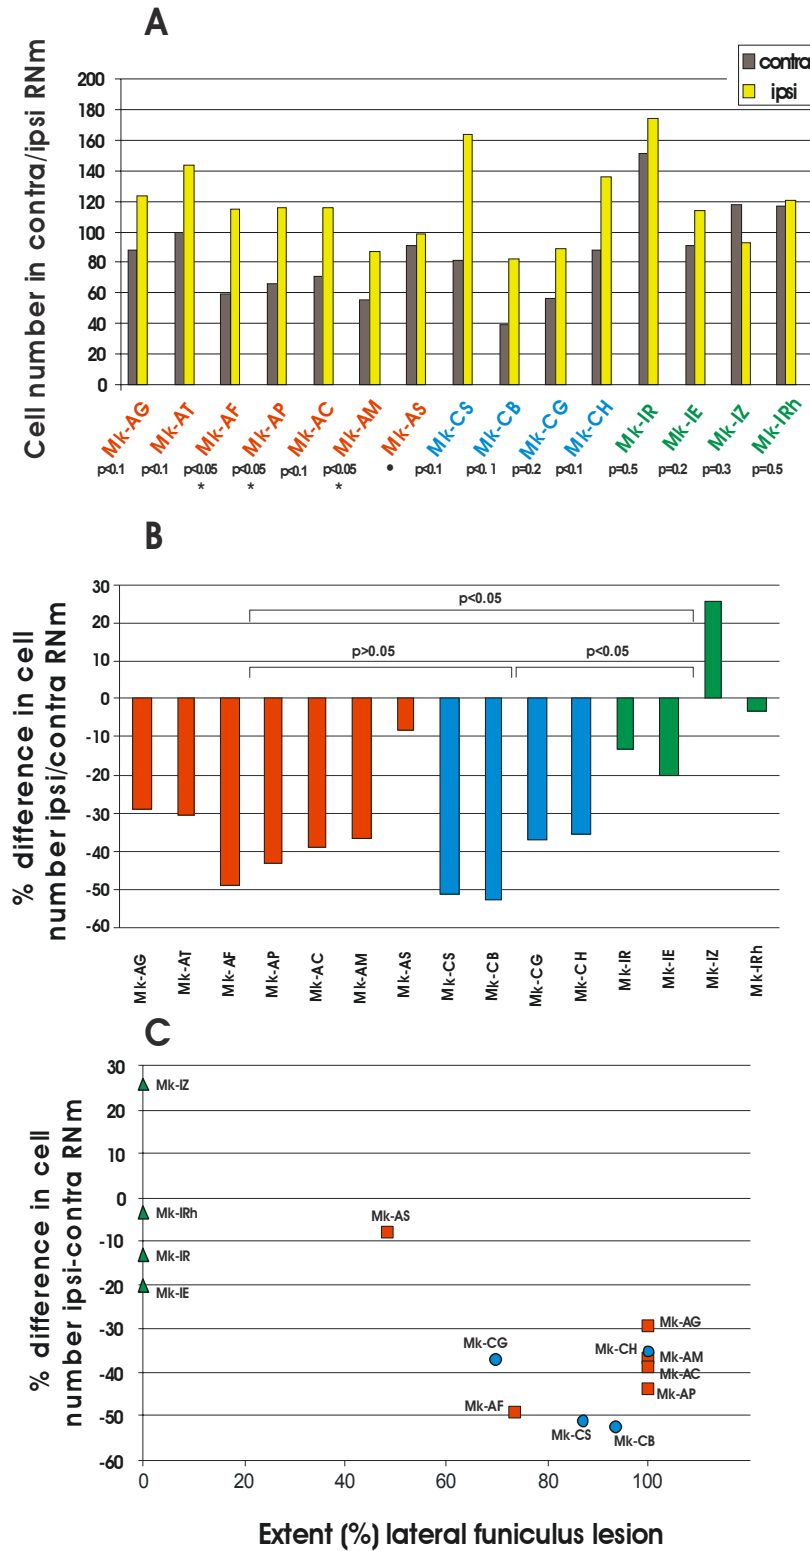 A
contra
ipsi
Cell number in contra/ipsi RNm
200
180
160
140
120
100
80
60
40
20
0
Mk-AG Mk-AT Mk-AF Mk-AP Mk-AC Mk-AM Mk-AS Mk-CS Mk-CB Mk-CG Mk-CH Mk-IR Mk-IE Mk-IZ Mk-IRh
p<0.1 p<0.1 p<0.05 p<0.05 p<0.1 p<0.05 • p<0.1 p<0.1 p=0.2 p<0.1 p=0.5 p=0.2 p=0.3 p=0.5
* * *
B
% difference in cell
number ipsi/contra RNm
30
20
10
0
-10
-20
-30
-40
-50
-60
p<0.05
p>0.05 p<0.05
Mk-AG Mk-AT Mk-AF Mk-AP Mk-AC Mk-AM Mk-AS Mk-CS Mk-CB Mk-CG Mk-CH Mk-IR Mk-IE Mk-IZ Mk-IRh
C
% difference in cell
number ipsi-contra RNm
30
20
10
0
-10
-20
-30
-40
-50
-60
Mk-IZ
Mk-IRh
Mk-AS
Mk-IR
Mk-IE
Mk-AG
Mk-CG
Mk-CH
Mk-AM
Mk-AC
Mk-AP
Mk-AF
Mk-CS
Mk-CB
0 20 40 60 80 100
Extent (%) lateral funiculus lesion